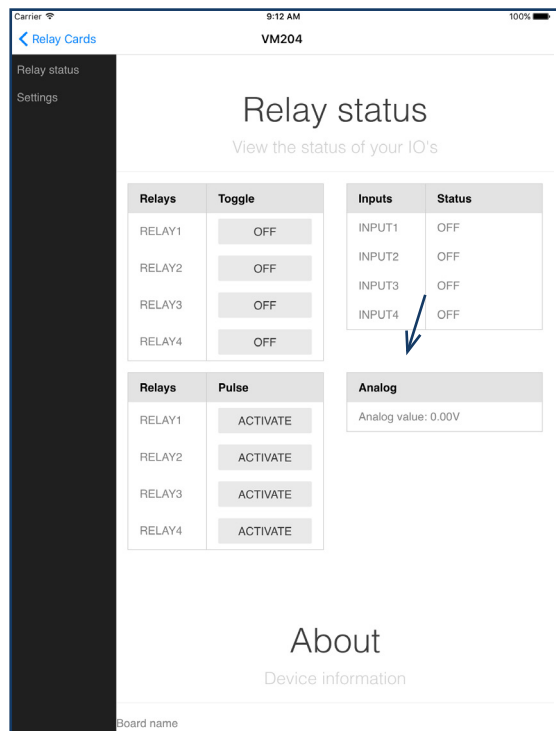 Carrier 9:12 AM 100%
Relay Cards VM204
Relay status
Settings
Relay status
View the status of your IO's
Relays Toggle
RELAY1 OFF
RELAY2 OFF
RELAY3 OFF
RELAY4 OFF
Inputs Status
INPUT1 OFF
INPUT2 OFF
INPUT3 OFF
INPUT4 OFF
Relays Pulse
RELAY1 ACTIVATE
RELAY2 ACTIVATE
RELAY3 ACTIVATE
RELAY4 ACTIVATE
Analog
Analog value: 0.00V
About
Device information
Board name